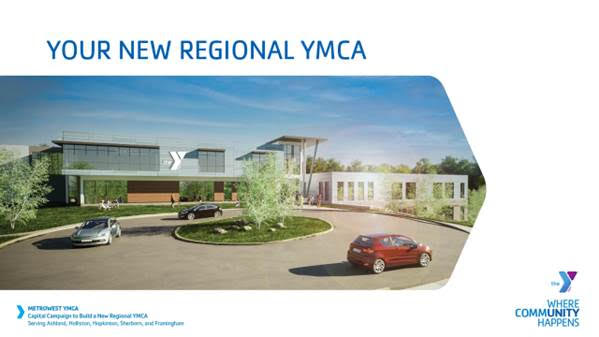 YOUR NEW REGIONAL YMCA
the Y
METROWEST YMCA
Capital Campaign to Build a New Regional YMCA
Serving Ashland, Holliston, Hopkinton, Sherborn, and Framingham
the Y
WHERE
COMMUNITY
HAPPENS